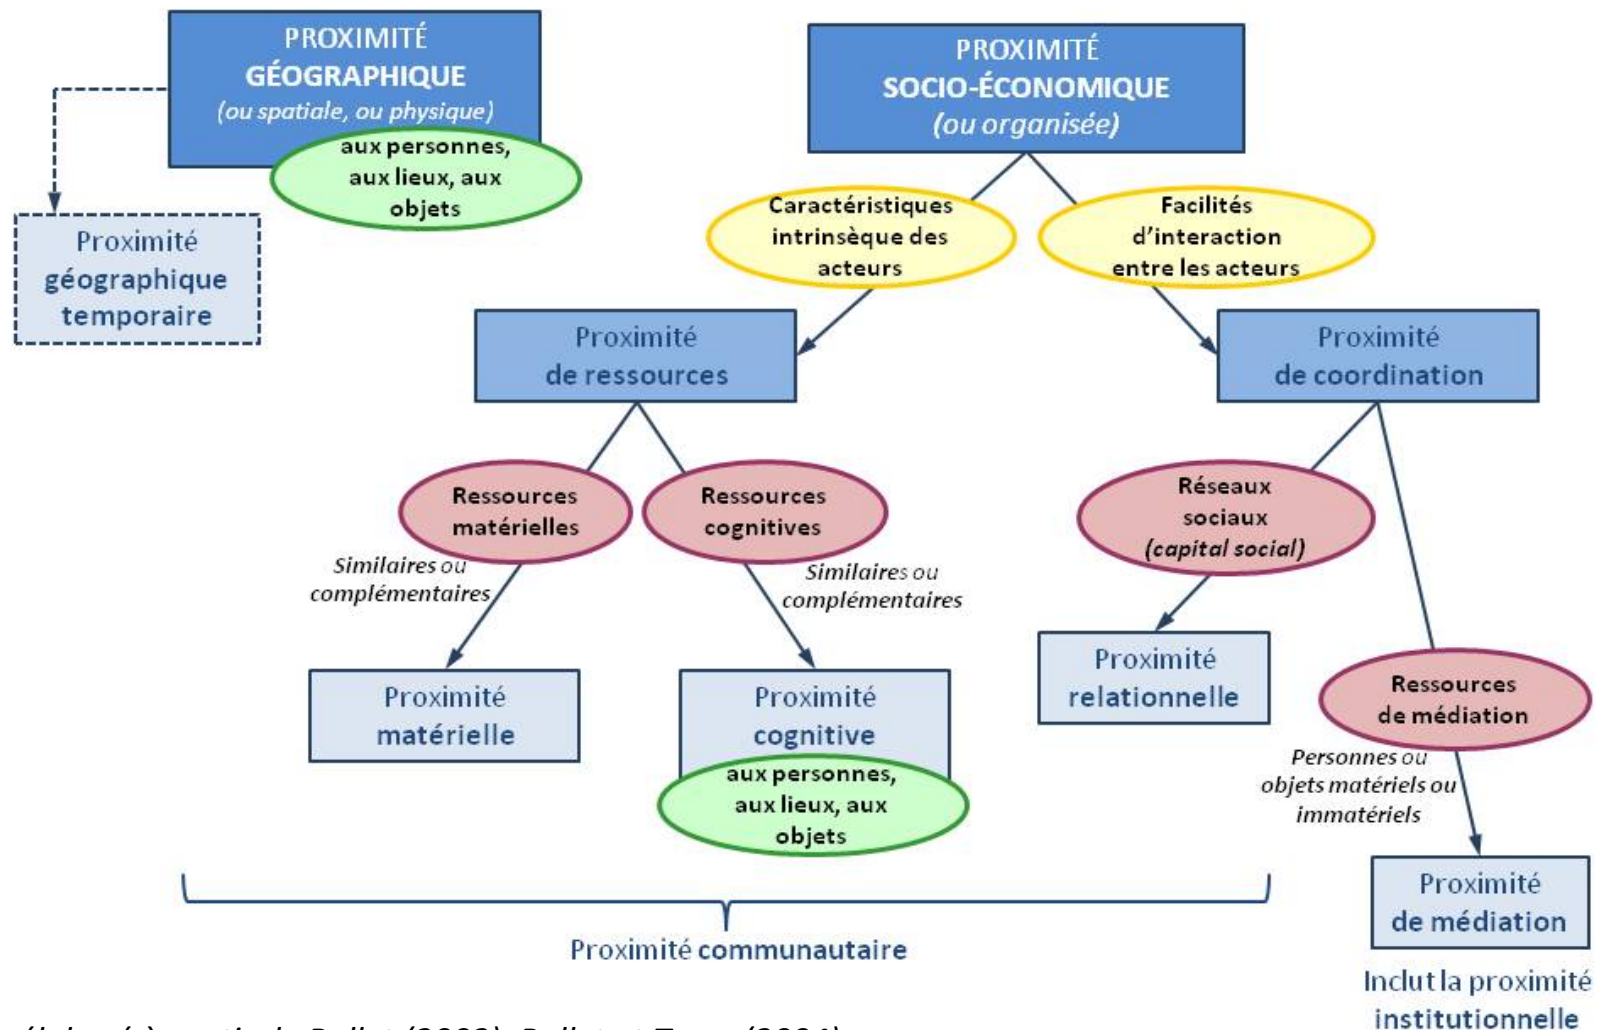 PROXIMITÉ
GÉOGRAPHIQUE
(ou spatiale, ou physique)
aux personnes,
aux lieux, aux
objets
Proximité
géographique
temporaire
PROXIMITÉ
SOCIO-ÉCONOMIQUE
(ou organisée)
Caractéristiques
intrinsèque des
acteurs
Facilités
d'interaction
entre les acteurs
Proximité
de ressources
Proximité
de coordination
Ressources
matérielles
Similaires ou
complémentaires
Ressources
cognitives
Similaires ou
complémentaires
Réseaux
sociaux
(capital social)
Proximité
matérielle
Proximité
cognitive
aux personnes,
aux lieux, aux
objets
Proximité
relationnelle
Ressources
de médiation
Personnes ou
objets matériels ou
immatériels
Proximité
de médiation
Inclut la proximité
institutionnelle
Proximité communautaire